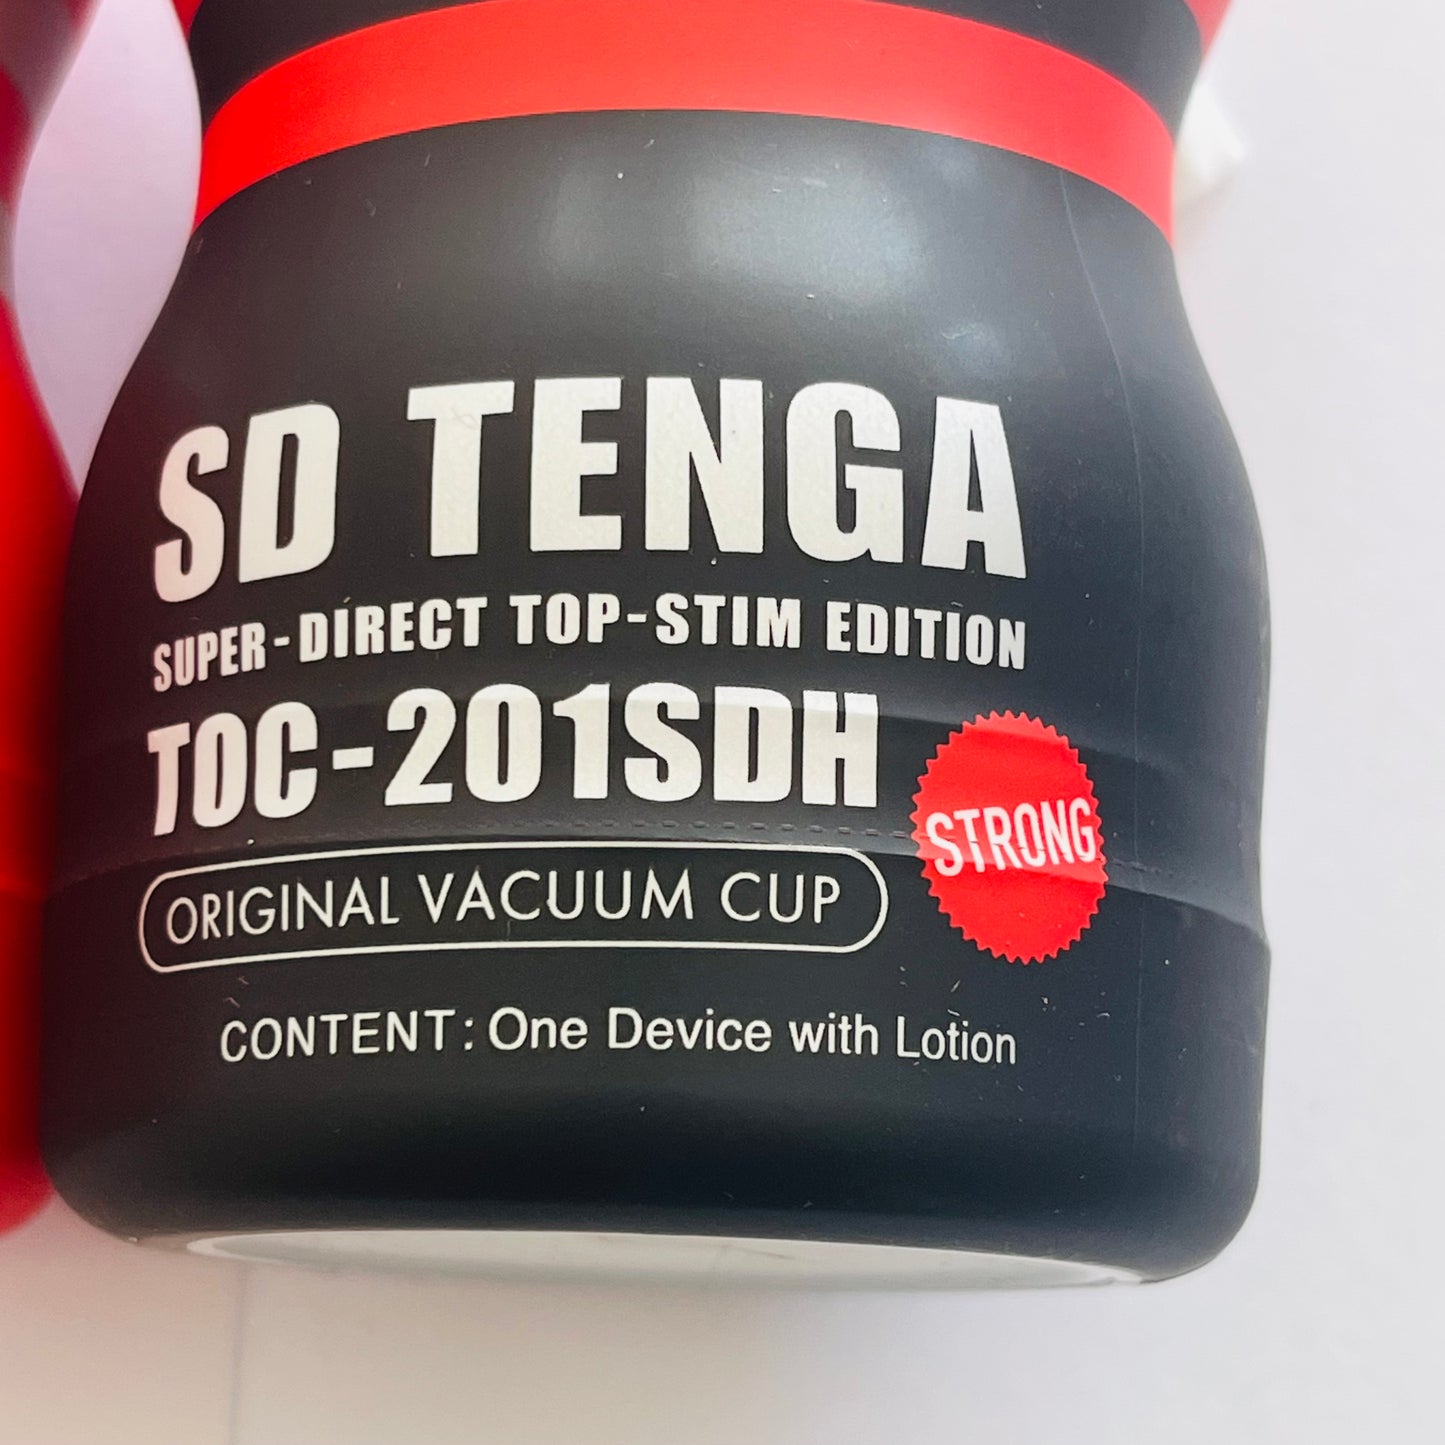 SD TENGA
SUPER-DIRECT TOP-STIM EDITION
TOC-201SDH
STRONG
ORIGINAL VACUUM CUP
CONTENT: One Device with Lotion